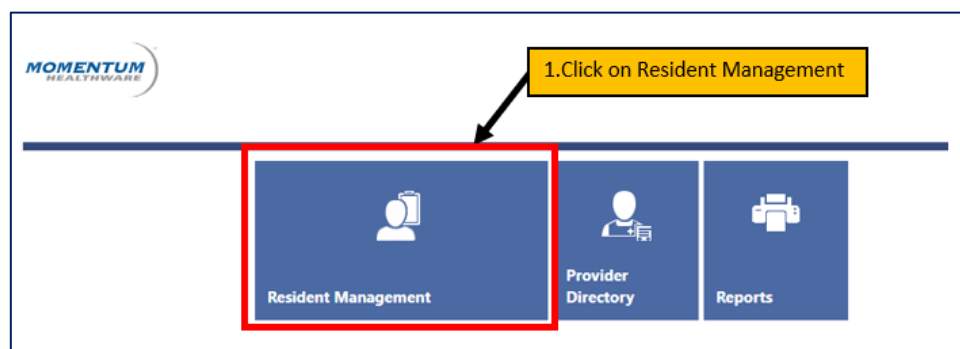 MOMENTUM
HEALTHWARE
1.Click on Resident Management
Resident Management
Provider
Directory
Reports